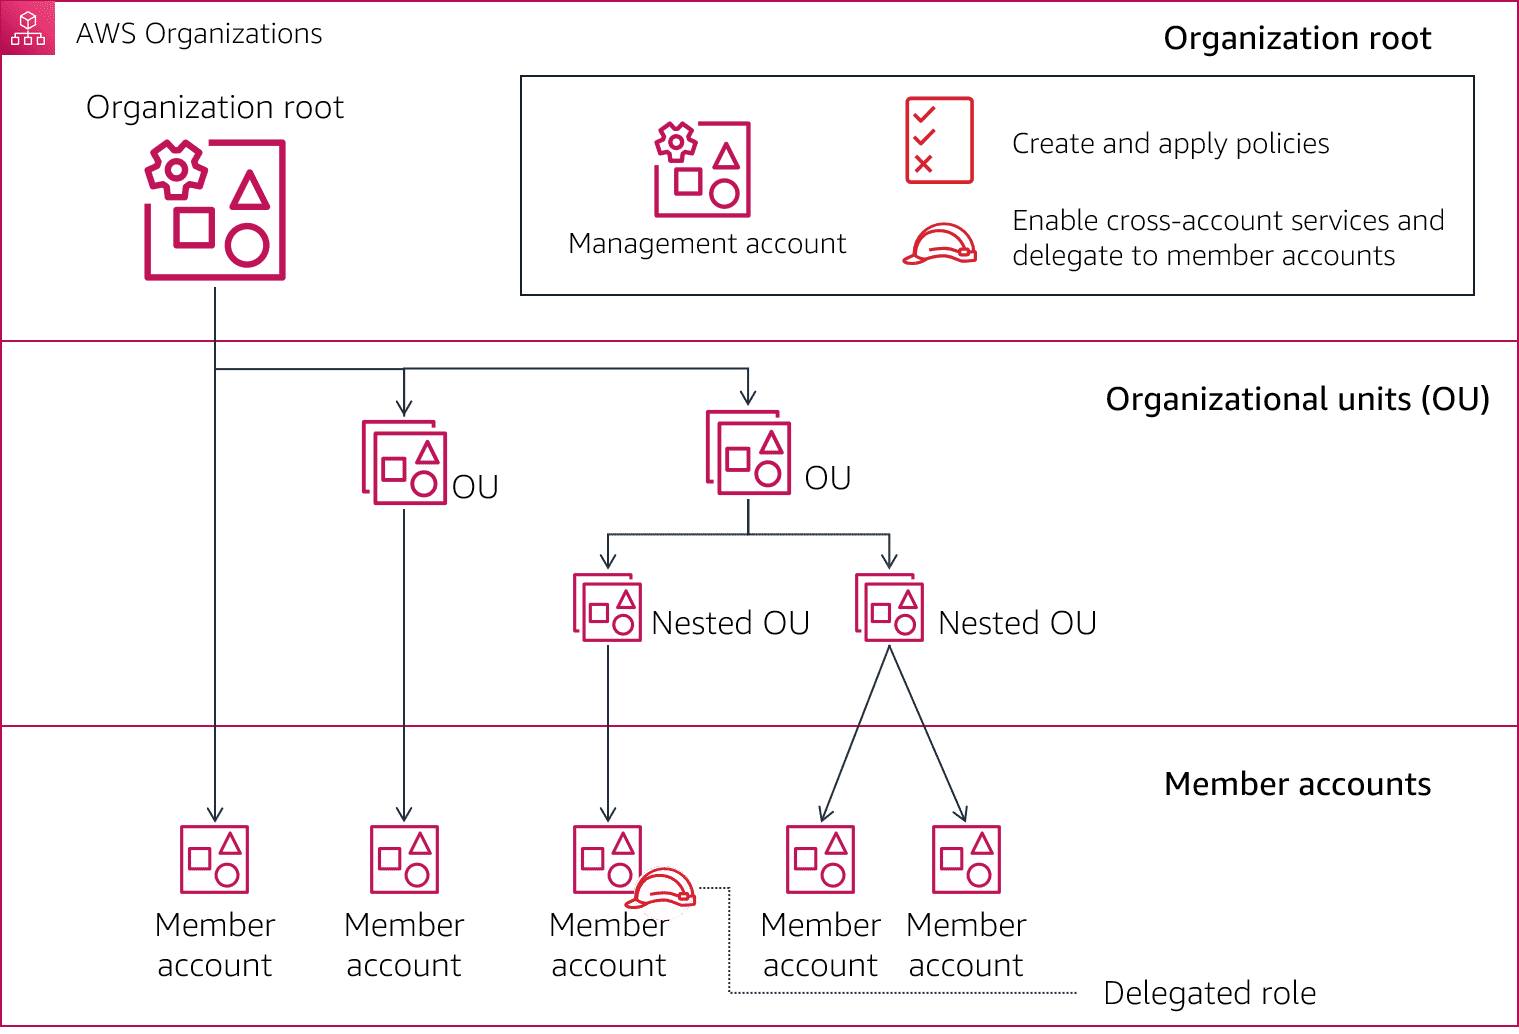 AWS Organizations
Organization root
Organization root
Management account
Create and apply policies
Enable cross-account services and
delegate to member accounts
Organizational units (OU)
OU
OU
Nested OU
Nested OU
Member accounts
Member
account
Member
account
Member
account
Member
account
Member
account
Delegated role